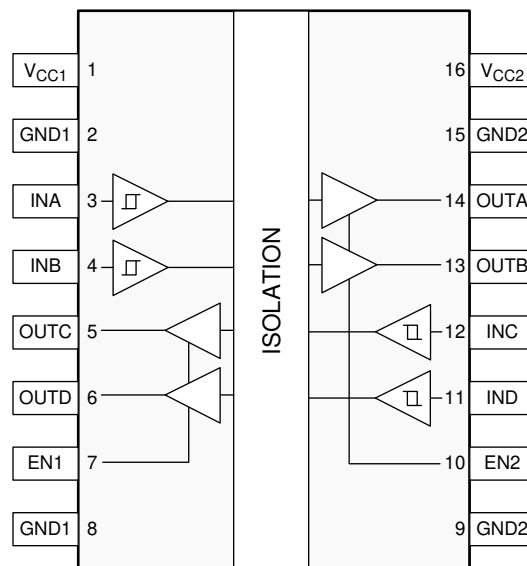 VCC1 1 16 VCC2
GND1 2 15 GND2
INA 3 14 OUTA
INB 4 13 OUTB
ISOLATION
OUTC 5 12 INC
OUTD 6 11 IND
EN1 7 10 EN2
GND1 8 9 GND2